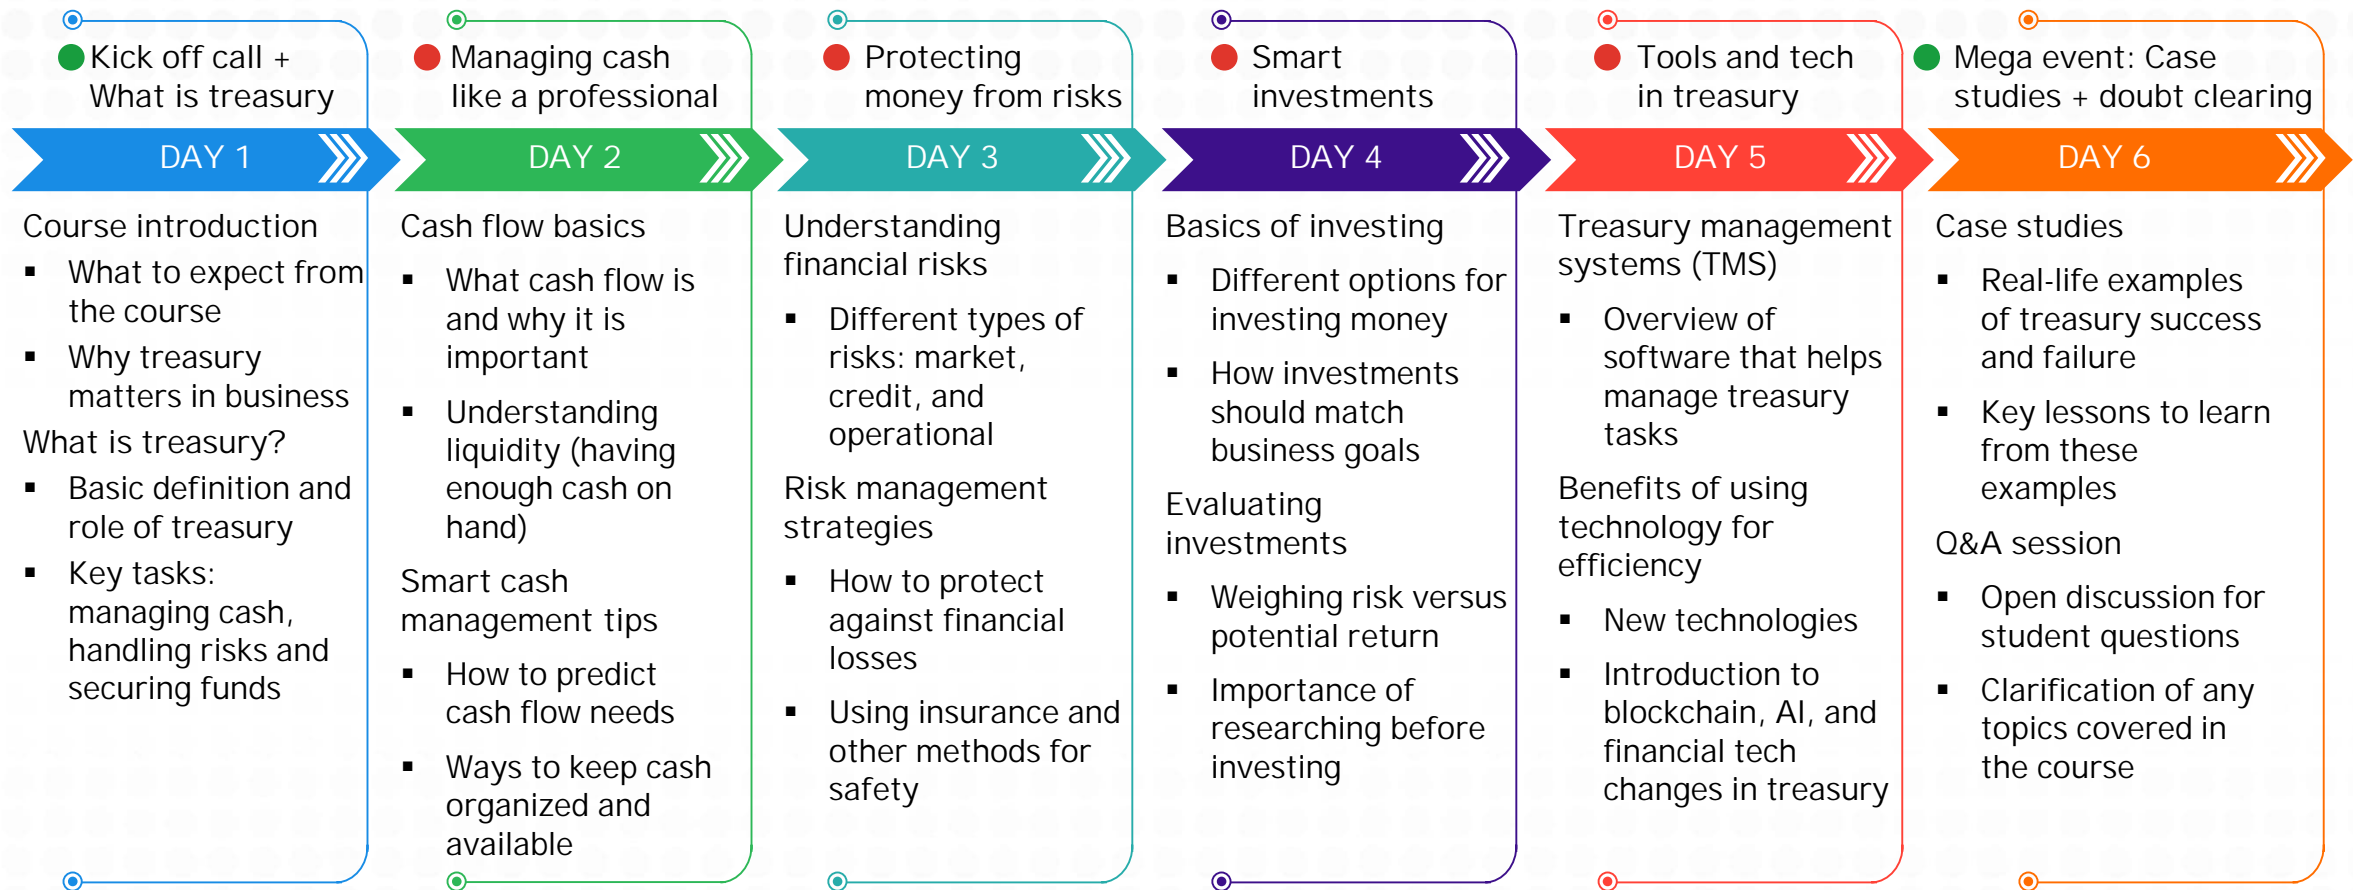 Kick off call +
What is treasury
DAY 1
Course introduction
▪ What to expect from
the course
▪ Why treasury
matters in business
What is treasury?
▪ Basic definition and
role of treasury
▪ Key tasks:
managing cash,
handling risks and
securing funds
Managing cash
like a professional
DAY 2
Cash flow basics
▪ What cash flow is
and why it is
important
▪ Understanding
liquidity (having
enough cash on
hand)
Smart cash
management tips
▪ How to predict
cash flow needs
▪ Ways to keep cash
organized and
available
Protecting
money from risks
DAY 3
Understanding
financial risks
▪ Different types of
risks: market,
credit, and
operational
Risk management
strategies
▪ How to protect
against financial
losses
▪ Using insurance and
other methods for
safety
Smart
investments
DAY 4
Basics of investing
▪ Different options for
investing money
▪ How investments
should match
business goals
Evaluating
investments
▪ Weighing risk versus
potential return
▪ Importance of
researching before
investing
Tools and tech
in treasury
DAY 5
Treasury management
systems (TMS)
▪ Overview of
software that helps
manage treasury
tasks
Benefits of using
technology for
efficiency
▪ New technologies
▪ Introduction to
blockchain, AI, and
financial tech
changes in treasury
Mega event: Case
studies + doubt clearing
DAY 6
Case studies
▪ Real-life examples
of treasury success
and failure
▪ Key lessons to learn
from these
examples
Q&A session
▪ Open discussion for
student questions
▪ Clarification of any
topics covered in
the course